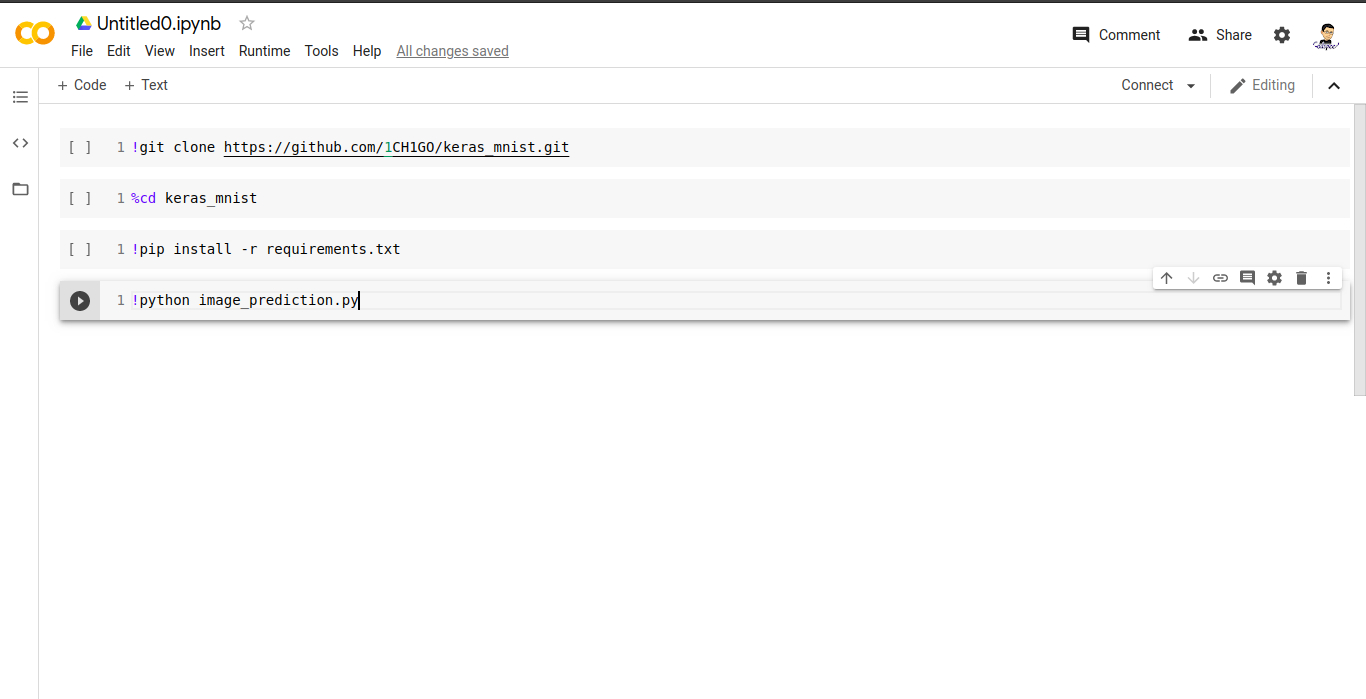 Untitled0.ipynb
File Edit View Insert Runtime Tools Help All changes saved
Comment Share
+ Code + Text
Connect Editing
[ ] 1 !git clone https://github.com/1CH1GO/keras_mnist.git
[ ] 1 %cd keras_mnist
[ ] 1 !pip install -r requirements.txt
1 !python image_prediction.py